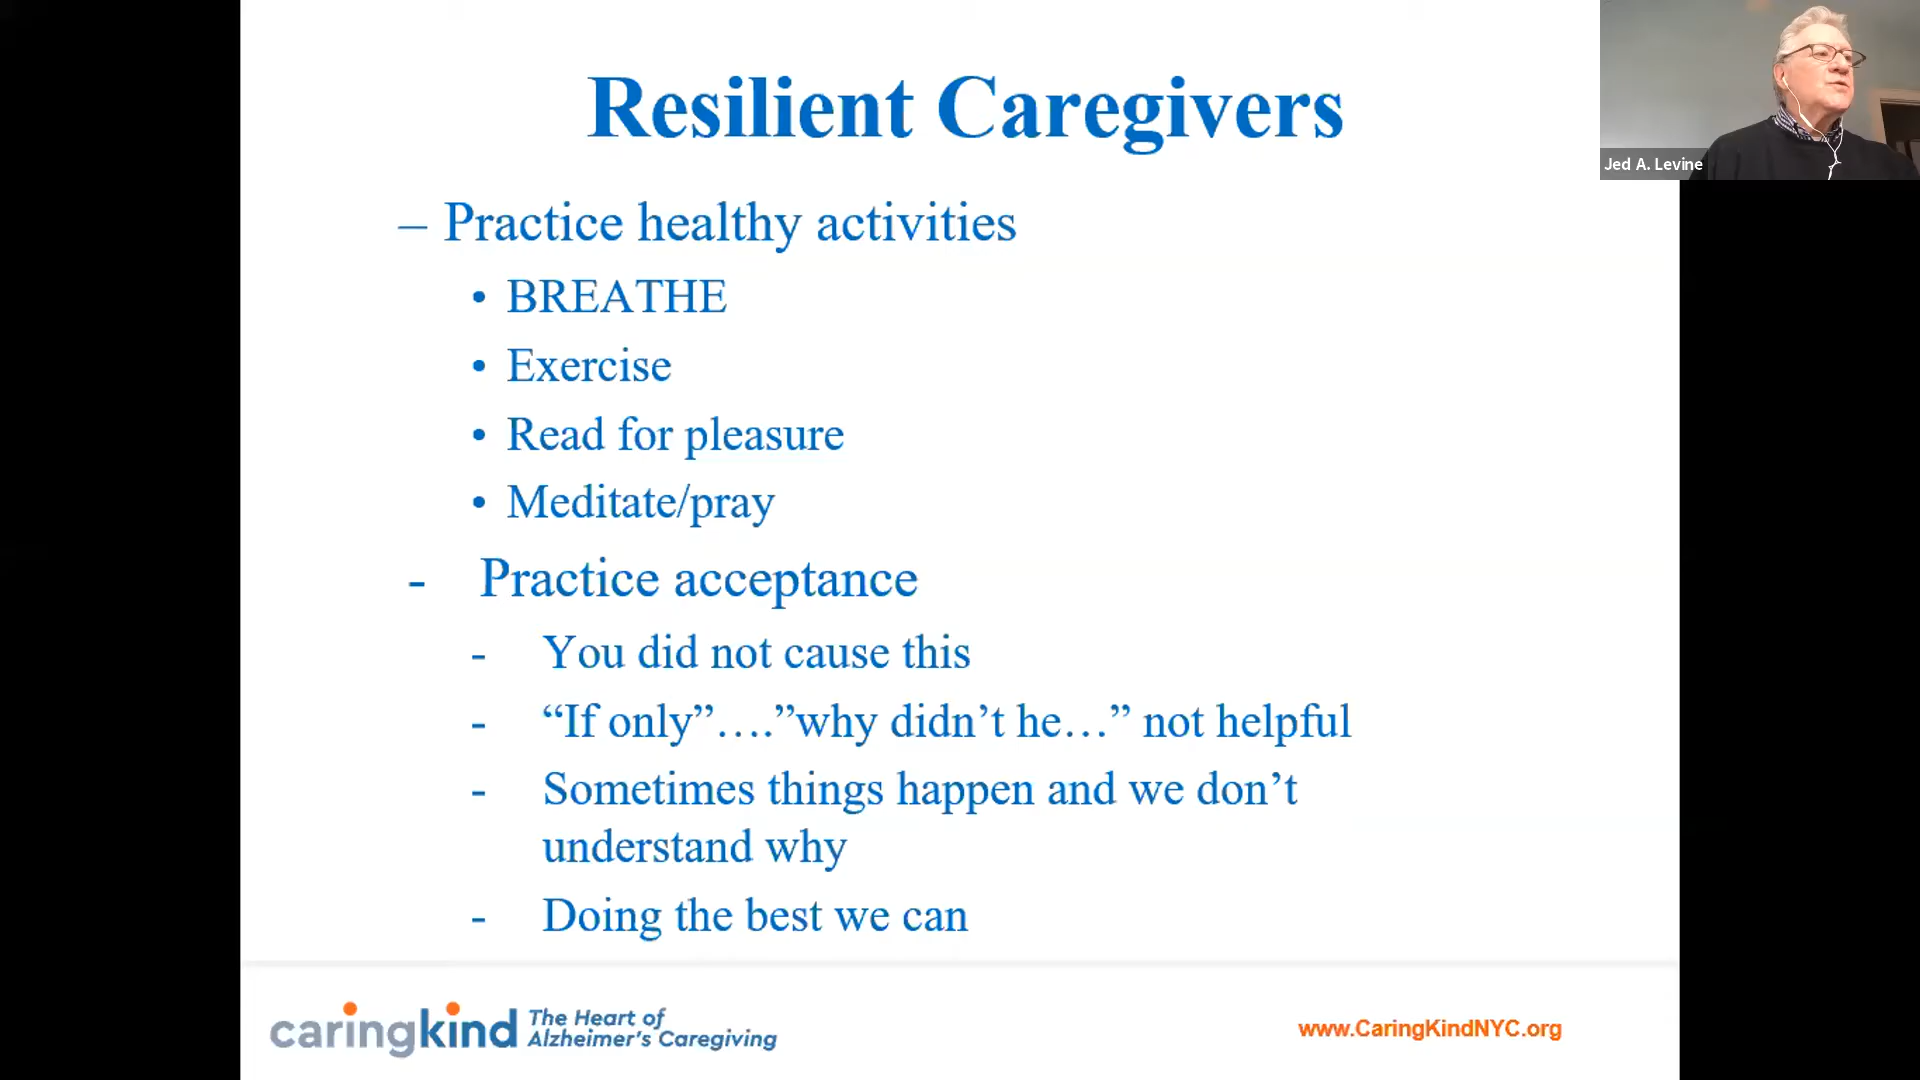 Resilient Caregivers
Jed A. Levine
– Practice healthy activities
• BREATHE
• Exercise
• Read for pleasure
• Meditate/pray
- Practice acceptance
- You did not cause this
- “If only”….”why didn’t he…” not helpful
- Sometimes things happen and we don’t
understand why
- Doing the best we can
caringkind The Heart of
Alzheimer's Caregiving
www.CaringKindNYC.org